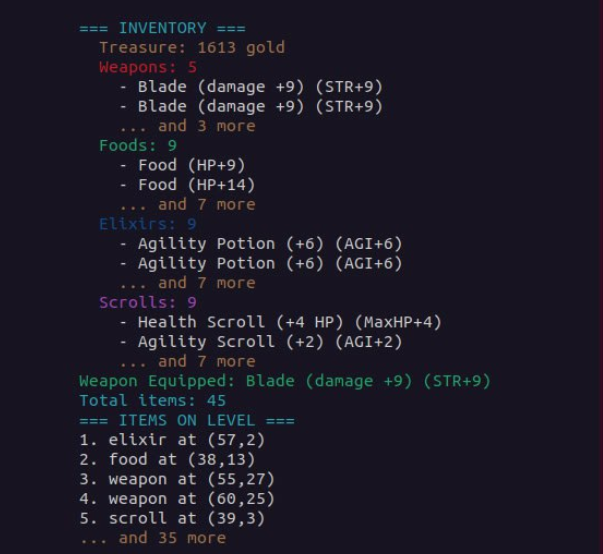 === INVENTORY ===
Treasure: 1613 gold
Weapons: 5
- Blade (damage +9) (STR+9)
- Blade (damage +9) (STR+9)
... and 3 more
Foods: 9
- Food (HP+9)
- Food (HP+14)
... and 7 more
Elixirs: 9
- Agility Potion (+6) (AGI+6)
- Agility Potion (+6) (AGI+6)
... and 7 more
Scrolls: 9
- Health Scroll (+4 HP) (MaxHP+4)
- Agility Scroll (+2) (AGI+2)
... and 7 more
Weapon Equipped: Blade (damage +9) (STR+9)
Total items: 45
=== ITEMS ON LEVEL ===
1. elixir at (57,2)
2. food at (38,13)
3. weapon at (55,27)
4. weapon at (60,25)
5. scroll at (39,3)
... and 35 more